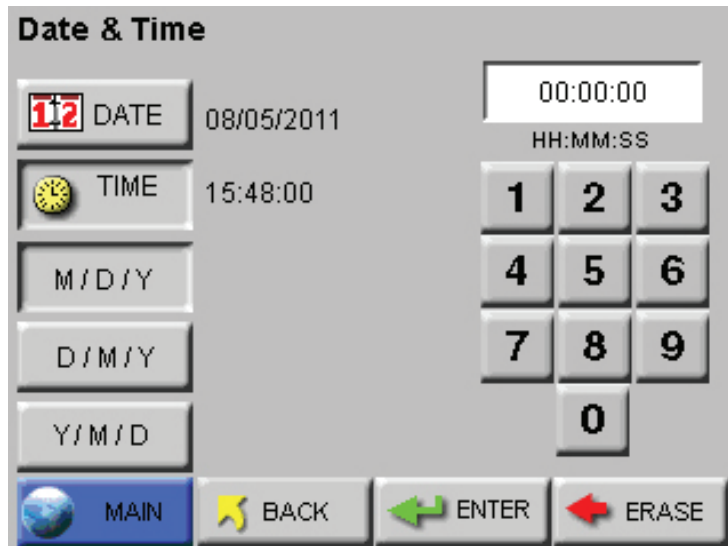 Date & Time
12 DATE
08/05/2011
TIME
15:48:00
M/D/Y
D/M/Y
Y/M/D
00:00:00
HH:MM:SS
1 2 3
4 5 6
7 8 9
0
MAIN BACK ENTER ERASE